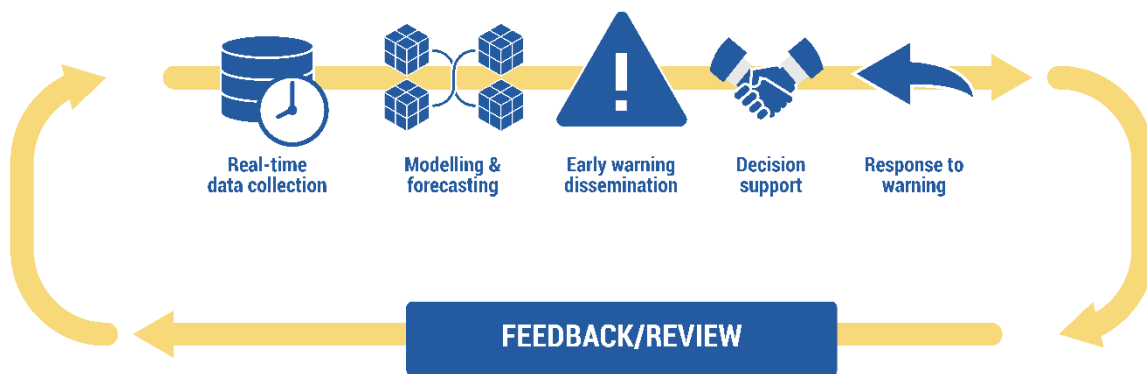 Real-time
data collection
Modelling &
forecasting
Early warning
dissemination
Decision
support
Response to
warning
FEEDBACK/REVIEW